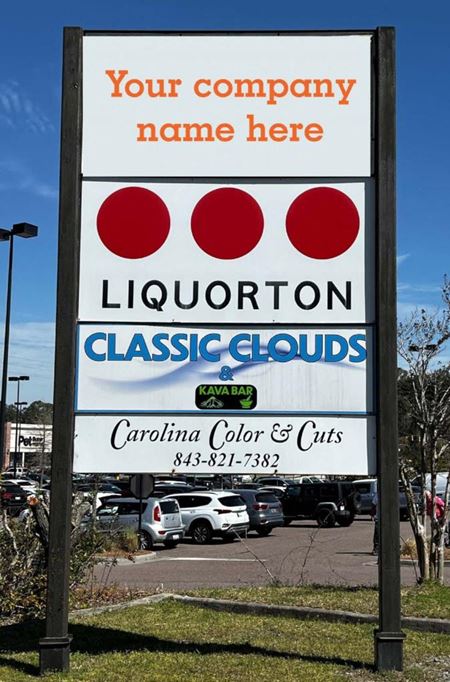 Your company
name here
LIQUORTON
CLASSIC CLOUDS
&
KAVA BAR
Carolina Color & Cuts
843-821-7382